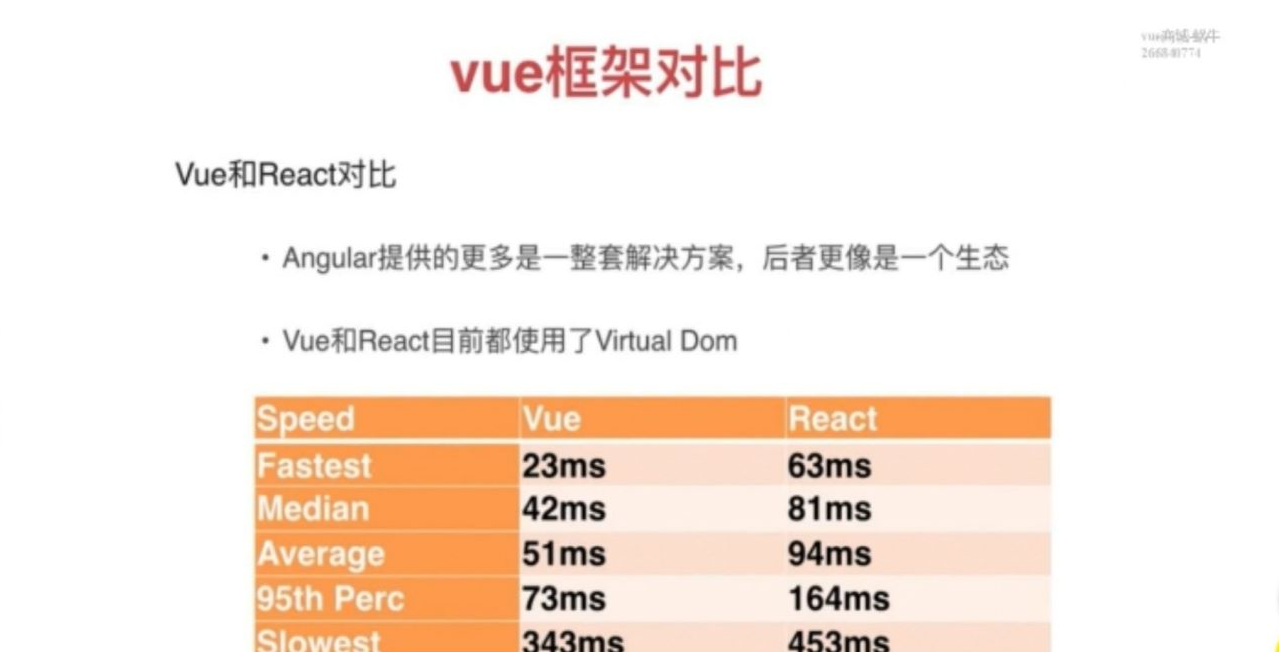 vue商城-蜗牛
266840774
vue框架对比
Vue和React对比
• Angular提供的更多是一整套解决方案，后者更像是一个生态
• Vue和React目前都使用了Virtual Dom
Speed Vue React
Fastest 23ms 63ms
Median 42ms 81ms
Average 51ms 94ms
95th Perc 73ms 164ms
Slowest 343ms 453ms